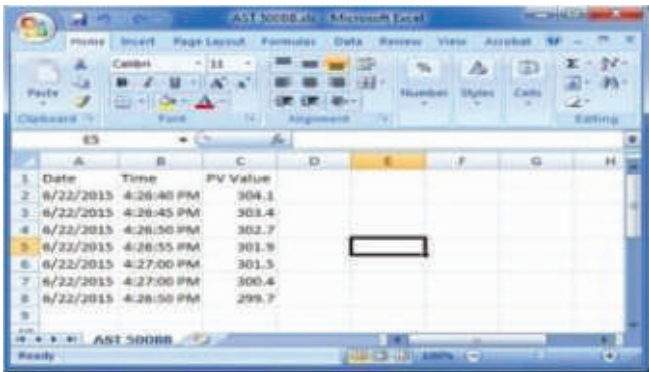 AST 500BB.xls - Microsoft Excel
Home Insert Page Layout Formulas Data Review View Acrobat
Paste Calibri 11
B I U A A
Number Styles Cells
Clipboard Font Alignment Editing
E5 fx
A B C D E F G H
1 Date Time PV Value
2 6/22/2015 4:26:40 PM 304.1
3 6/22/2015 4:26:45 PM 303.4
4 6/22/2015 4:26:50 PM 302.7
5 6/22/2015 4:26:55 PM 301.9
6 6/22/2015 4:27:00 PM 301.5
7 6/22/2015 4:27:00 PM 300.4
8 6/22/2015 4:26:50 PM 299.7
9
AST 500BB
Ready 100%